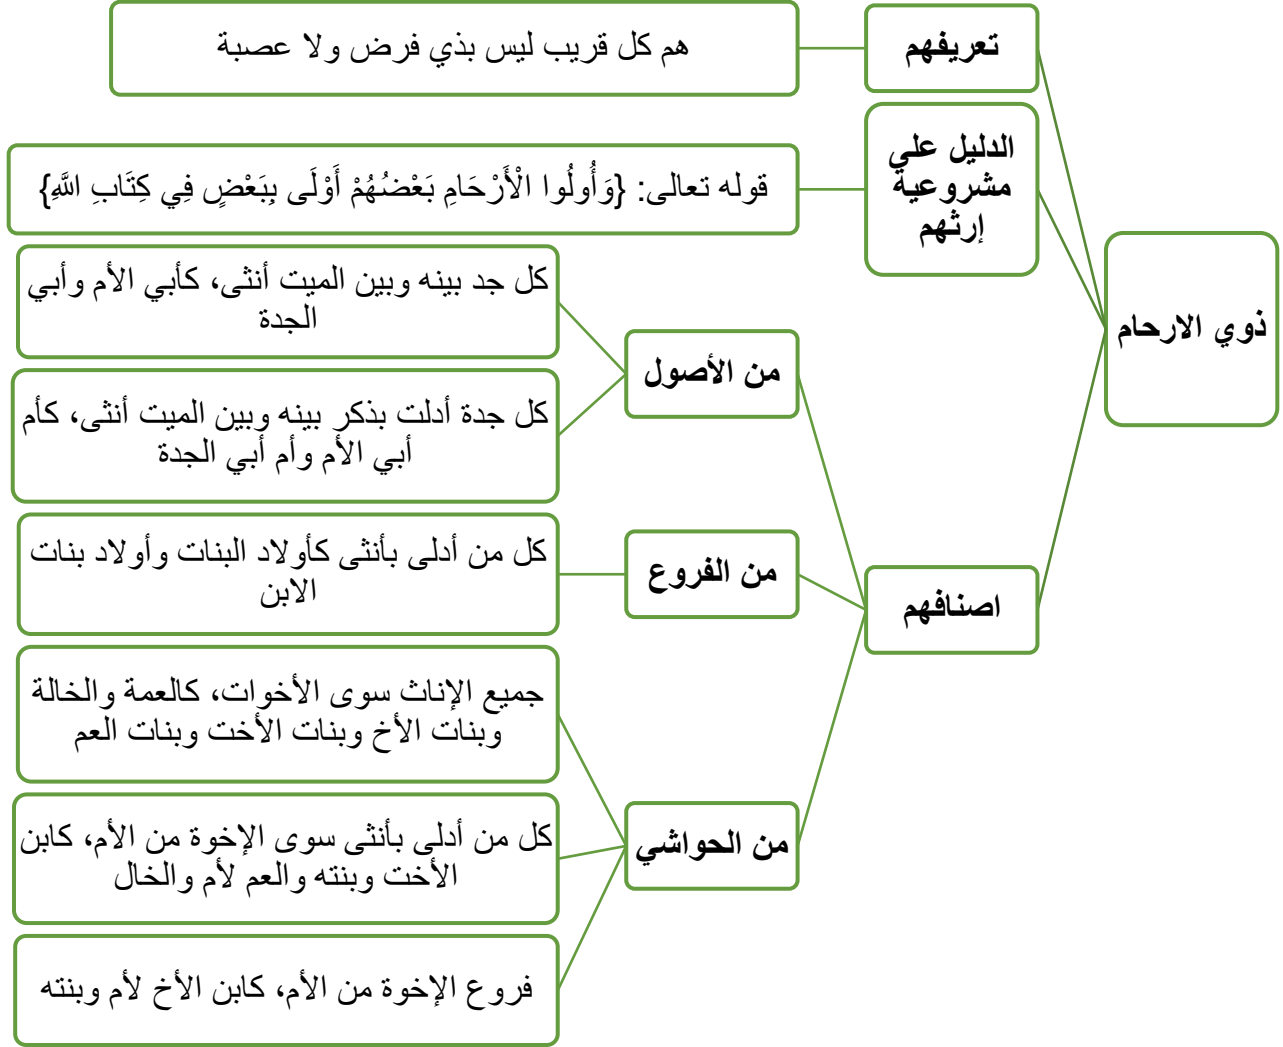 ذوي الارحام
تعريفهم
هم كل قريب ليس بذي فرض ولا عصبة
الدليل علي
مشروعية
إرثهم
قوله تعالى: {وَأُولُوا الْأَرْحَامِ بَعْضُهُمْ أَوْلَى بِبَعْضٍ فِي كِتَابِ اللَّهِ}
اصنافهم
من الأصول
كل جد بينه وبين الميت أنثى، كأبي الأم وأبي
الجدة
كل جدة أدلت بذكر بينه وبين الميت أنثى، كأم
أبي الأم وأم أبي الجدة
من الفروع
كل من أدلى بأنثى كأولاد البنات وأولاد بنات
الابن
من الحواشي
جميع الإناث سوى الأخوات، كالعمة والخالة
وبنات الأخ وبنات الأخت وبنات العم
كل من أدلى بأنثى سوى الإخوة من الأم، كابن
الأخت وبنته والعم لأم والخال
فروع الإخوة من الأم، كابن الأخ لأم وبنته